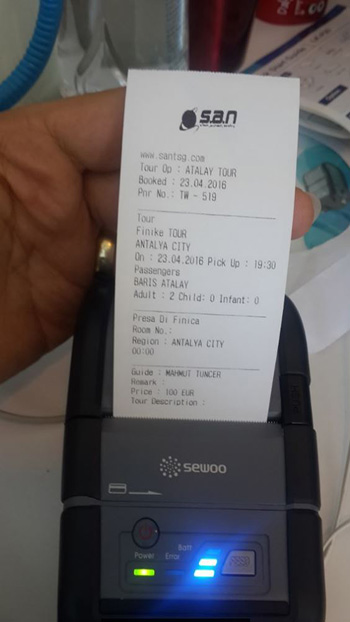 san
www.santsg.com
Tour Op : ATALAY TOUR
Booked : 23.04.2016
Pnr No.: TW - 519
Tour
Finike TOUR
ANTALYA CITY
On : 23.04.2016 Pick Up : 19:30
Passengers
BARIS ATALAY
Adult : 2 Child: 0 Infant: 0
Presa Di Finica
Room No.:
Region : ANTALYA CITY
00:00
Guide : MAHMUT TUNCER
Remark :
Price : 100 EUR
Tour Description :
sewoo
Batt
Power Error
FEED